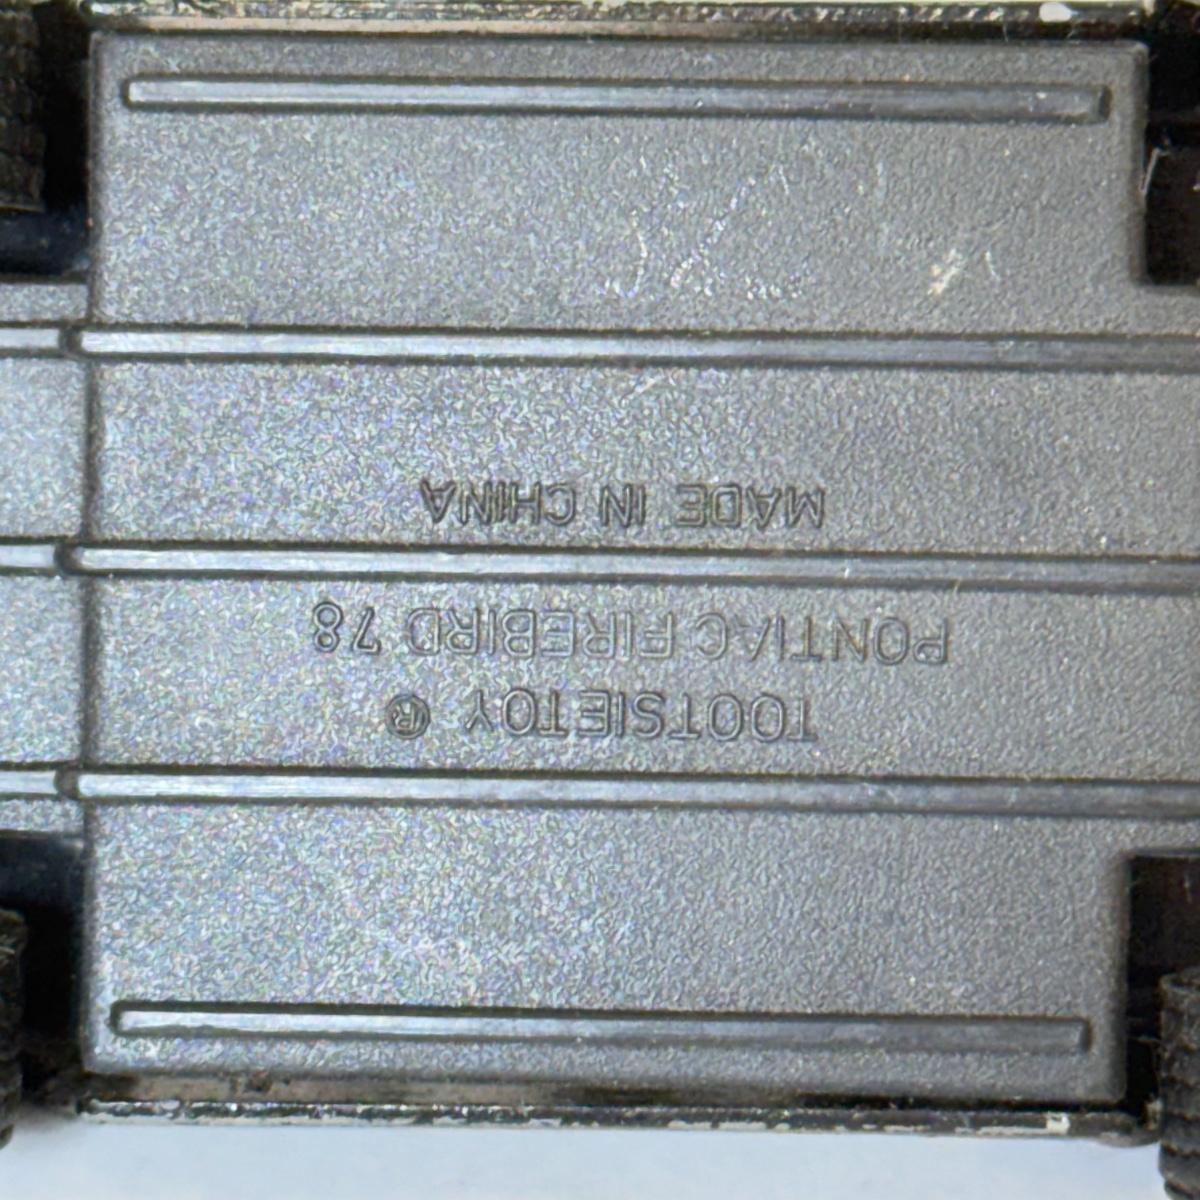 TOOTSIETOY ®
PONTIAC FIREBIRD 78
MADE IN CHINA